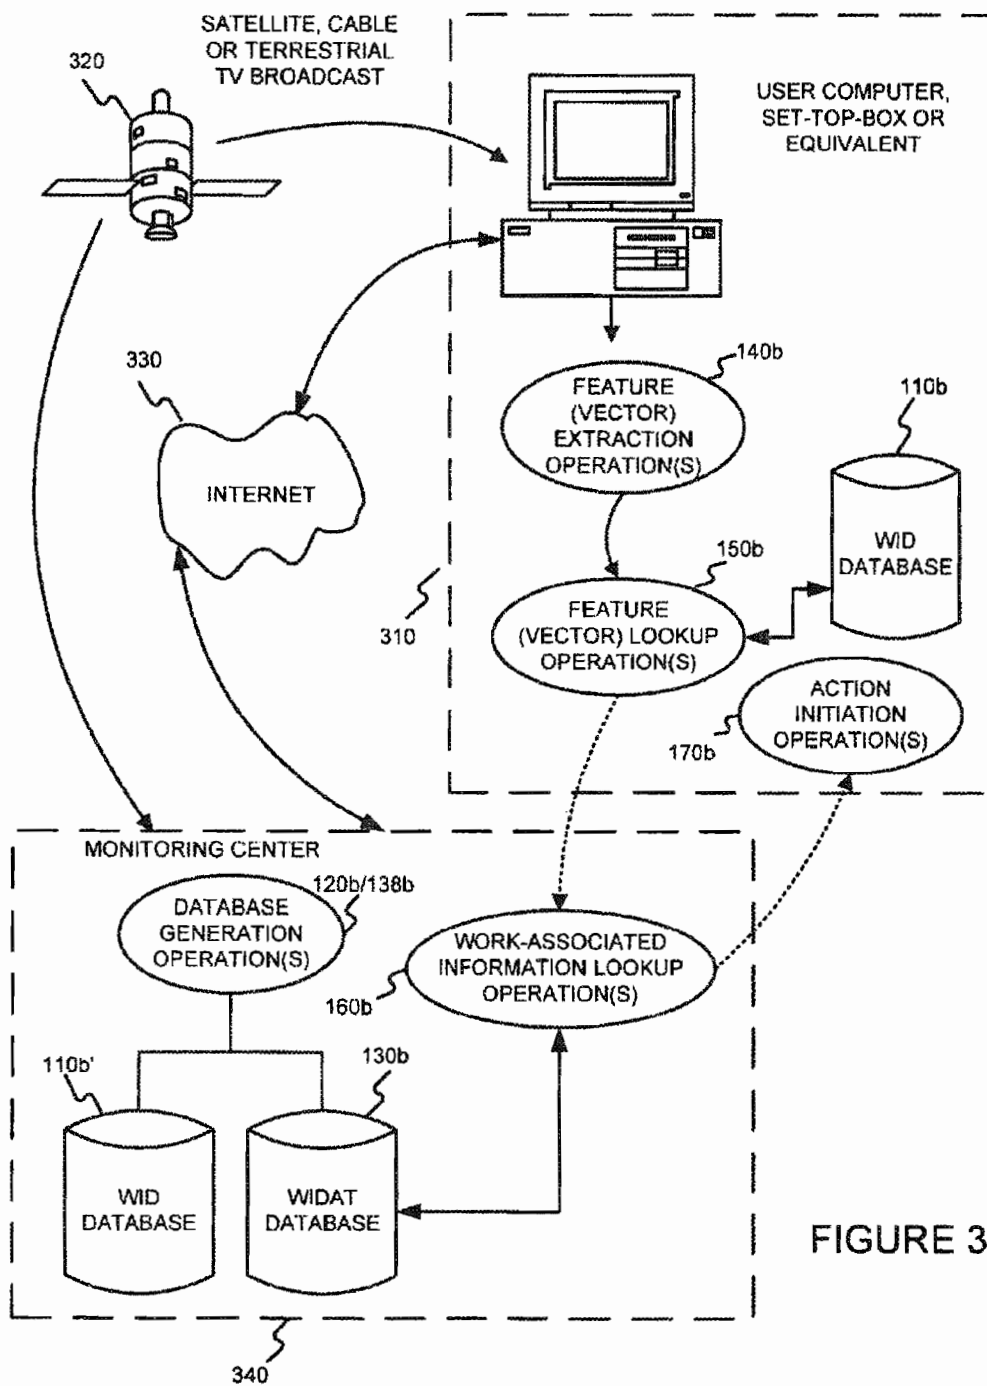 SATELLITE, CABLE
OR TERRESTRIAL
TV BROADCAST
320
USER COMPUTER,
SET-TOP-BOX OR
EQUIVALENT
330
INTERNET
140b
FEATURE
(VECTOR)
EXTRACTION
OPERATION(S)
110b
WID
DATABASE
150b
FEATURE
(VECTOR) LOOKUP
OPERATION(S)
310
ACTION
INITIATION
OPERATION(S)
170b
MONITORING CENTER
120b/138b
DATABASE
GENERATION
OPERATION(S)
WORK-ASSOCIATED
INFORMATION LOOKUP
OPERATION(S)
160b
110b'
130b
WID
DATABASE
WIDAT
DATABASE
FIGURE 3
340